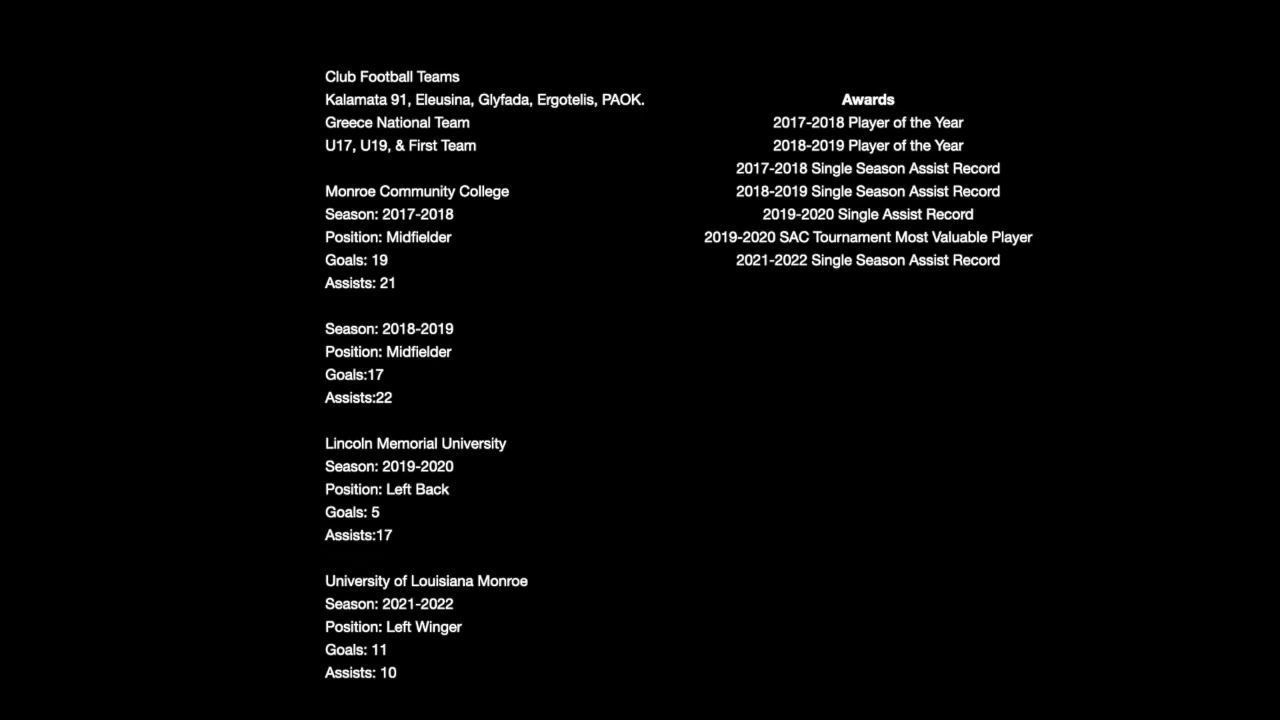 Club Football Teams
Kalamata 91, Eleusina, Glyfada, Ergotelis, PAOK.
Greece National Team
U17, U19, & First Team
Monroe Community College
Season: 2017-2018
Position: Midfielder
Goals: 19
Assists: 21
Season: 2018-2019
Position: Midfielder
Goals:17
Assists:22
Lincoln Memorial University
Season: 2019-2020
Position: Left Back
Goals: 5
Assists:17
University of Louisiana Monroe
Season: 2021-2022
Position: Left Winger
Goals: 11
Assists: 10
Awards
2017-2018 Player of the Year
2018-2019 Player of the Year
2017-2018 Single Season Assist Record
2018-2019 Single Season Assist Record
2019-2020 Single Assist Record
2019-2020 SAC Tournament Most Valuable Player
2021-2022 Single Season Assist Record